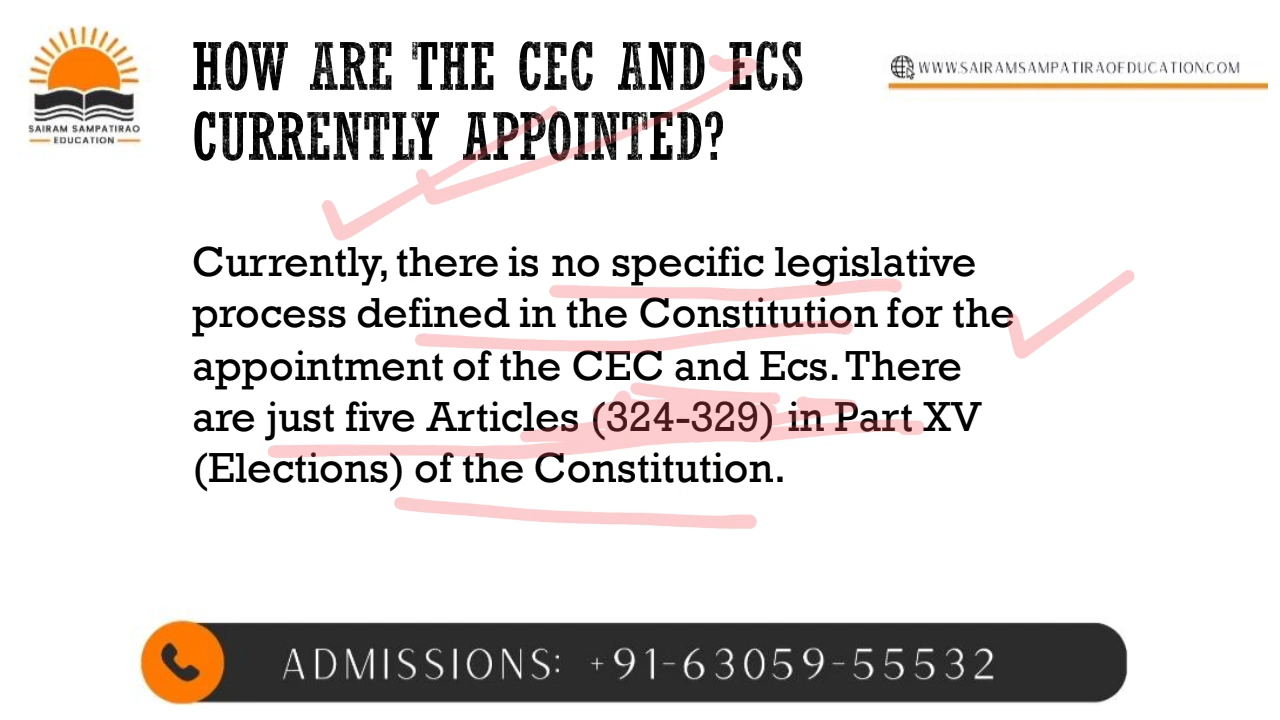 SAIRAM SAMPATIRAO
EDUCATION
HOW ARE THE CEC AND ECS
CURRENTLY APPOINTED?
WWW.SAIRAMSAMPATIRAOEDUCATION.COM
Currently, there is no specific legislative
process defined in the Constitution for the
appointment of the CEC and Ecs. There
are just five Articles (324-329) in Part XV
(Elections) of the Constitution.
ADMISSIONS: +91-63059-55532